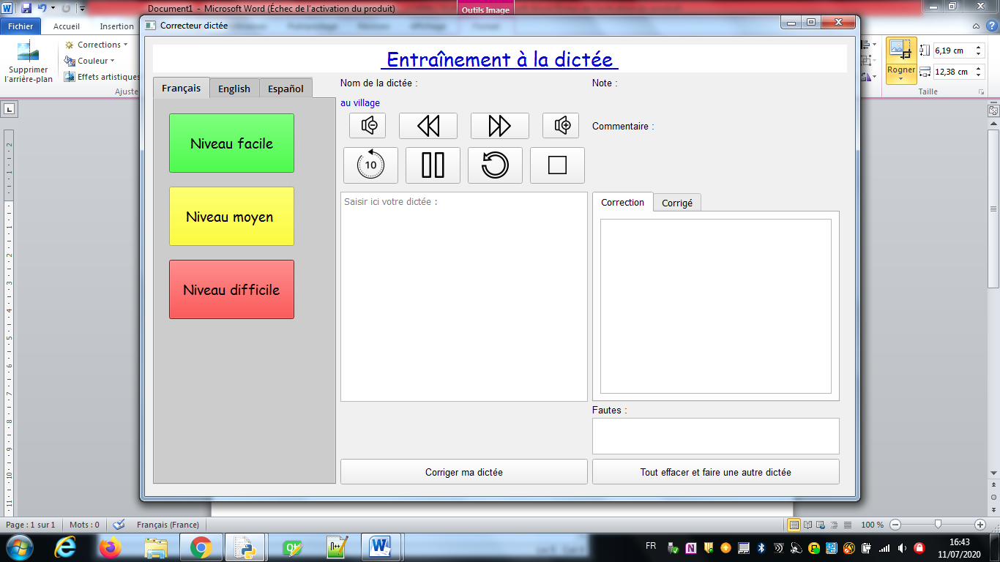 Document1 - Microsoft Word (Échec de l'activation du produit)
Outils Image
Fichier
Accueil
Insertion
Corrections
Couleur
Effets artistiques
Supprimer
l'arrière-plan
Ajuste
Rogner
6,19 cm
12,38 cm
Taille
Correcteur dictée
Entraînement à la dictée
Français
English
Español
Niveau facile
Niveau moyen
Niveau difficile
Nom de la dictée :
au village
10
Saisir ici votre dictée :
Corriger ma dictée
Note :
Commentaire :
Correction
Corrigé
Fautes :
Tout effacer et faire une autre dictée
Page : 1 sur 1
Mots : 0
Français (France)
100 %
FR
16:43
11/07/2020